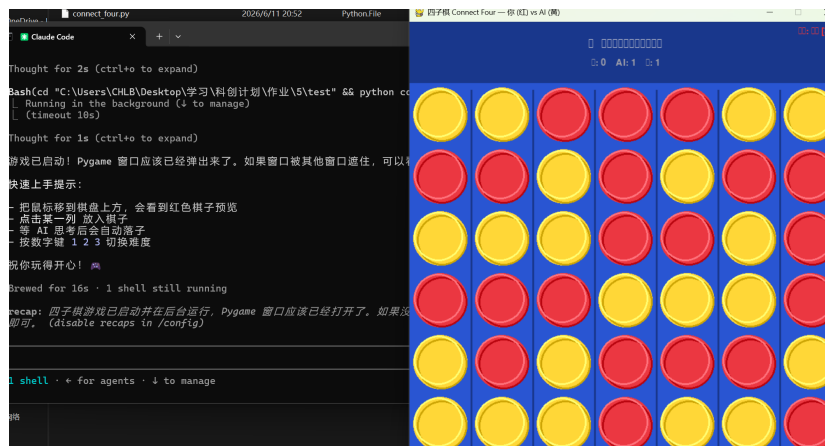 connect_four.py 2026/6/11 20:52 Python.File
OneDrive - l
Claude Code
Thought for 2s (ctrl+o to expand)
Bash(cd "C:\Users\CHLB\Desktop\学习\科创计划\作业\5\test" && python co
Running in the background (↓ to manage)
(timeout 10s)
Thought for 1s (ctrl+o to expand)
游戏已启动！Pygame 窗口应该已经弹出来了。如果窗口被其他窗口遮住，可以
快速上手提示：
- 把鼠标移到棋盘上方，会看到红色棋子预览
- 点击某一列 放入棋子
- 等 AI 思考后会自动落子
- 按数字键 1 2 3 切换难度
祝你玩得开心！🎮
Brewed for 16s · 1 shell still running
recap: 四子棋游戏已启动并在后台运行，Pygame 窗口应该已经打开了。如果没
即可。 (disable recaps in /config)
1 shell · ← for agents · ↓ to manage
网络
四子棋 Connect Four — 你 (红) vs AI (黄)
: 0 AI: 1 : 1